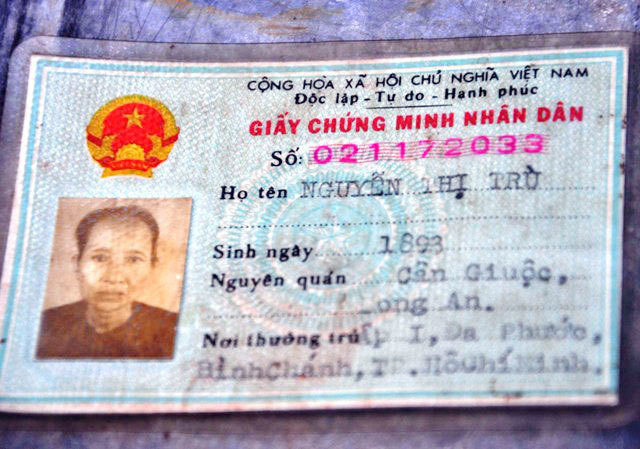 CỘNG HÒA XÃ HỘI CHỦ NGHĨA VIỆT NAM
Độc lập - Tự do - Hạnh phúc
GIẤY CHỨNG MINH NHÂN DÂN
Số: 021172033
Họ tên NGUYỄN THỊ TRÙ
Sinh ngày 1893
Nguyên quán Cần Giuộc,
Long An.
Nơi thường trú Ấp I, Đa Phước,
Bình Chánh, TP. Hồ Chí Minh.